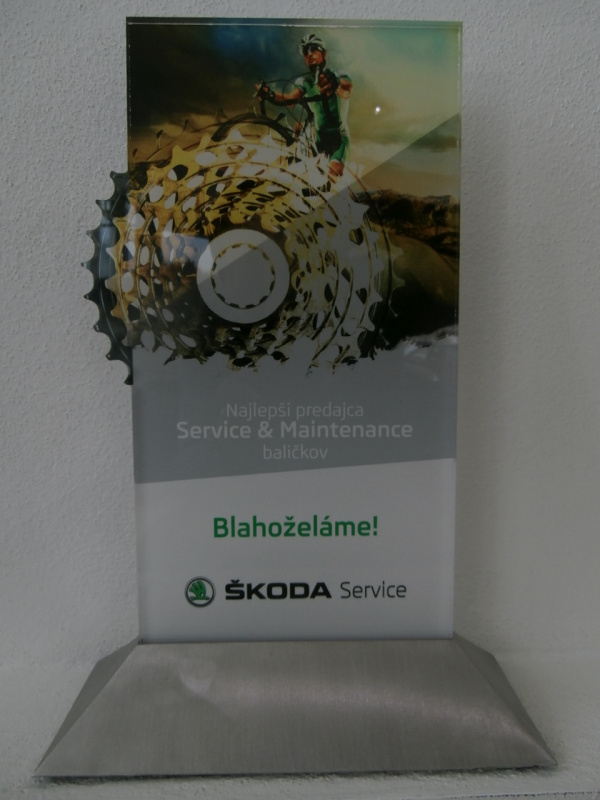 Najlepší predajca
Service & Maintenance
balíčkov
Blahoželáme!
ŠKODA Service